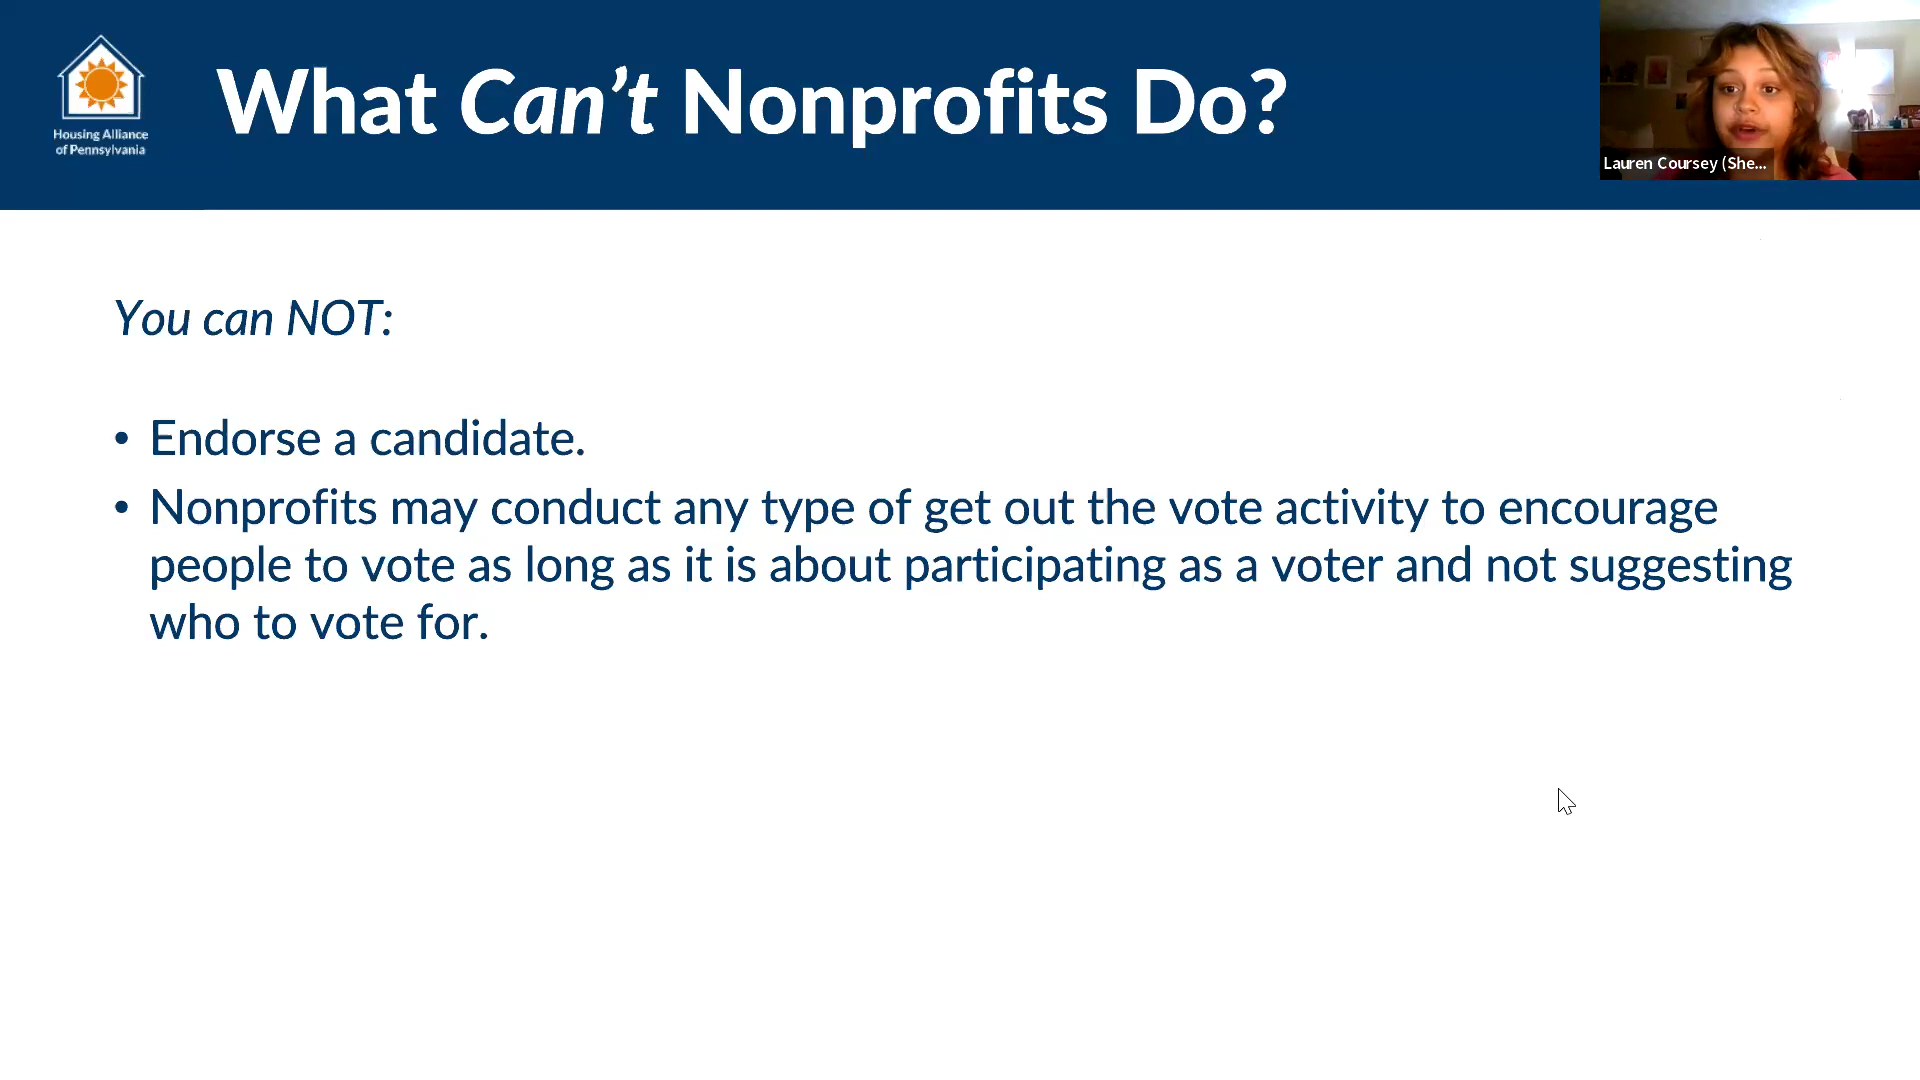 Housing Alliance
of Pennsylvania
What Can’t Nonprofits Do?
Lauren Coursey (She...
You can NOT:
• Endorse a candidate.
• Nonprofits may conduct any type of get out the vote activity to encourage
people to vote as long as it is about participating as a voter and not suggesting
who to vote for.